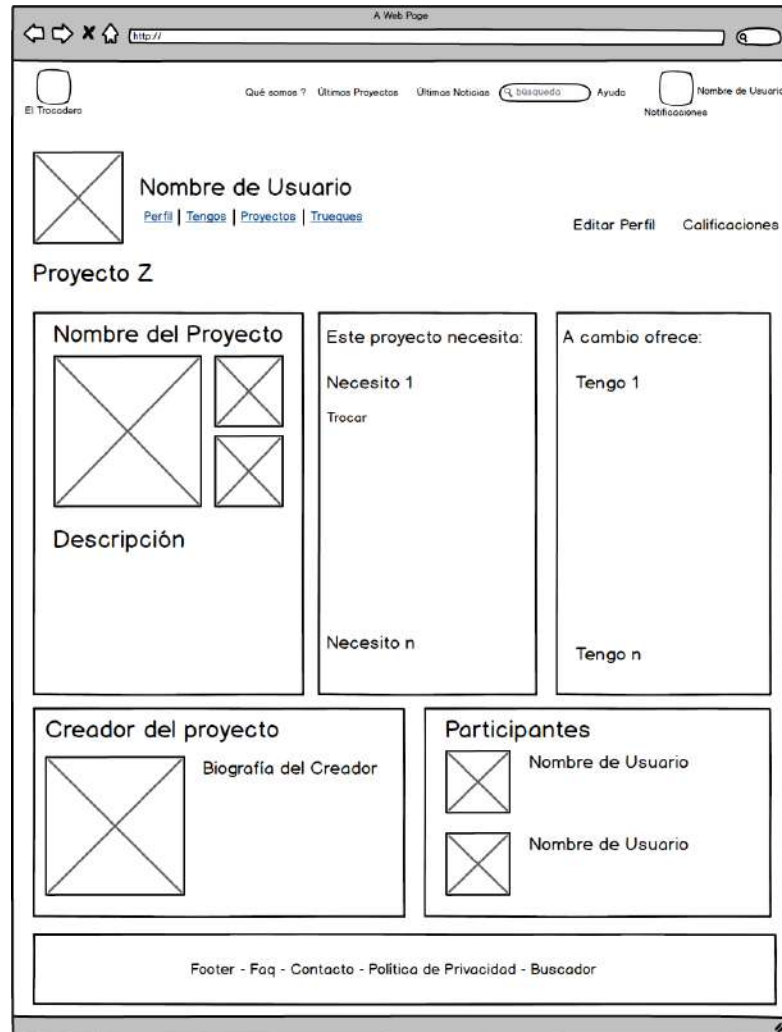 A Web Page
http://
El Trocadero
Qué somos ? Últimos Proyectos Últimas Noticias búsqueda Ayuda
Notificaciones
Nombre de Usuario
Nombre de Usuario
Perfil | Tengos | Proyectos | Trueques
Editar Perfil Calificaciones
Proyecto Z
Nombre del Proyecto
Descripción
Este proyecto necesita:
Necesito 1
Trocar
Necesito n
A cambio ofrece:
Tengo 1
Tengo n
Creador del proyecto
Biografía del Creador
Participantes
Nombre de Usuario
Nombre de Usuario
Footer - Faq - Contacto - Política de Privacidad - Buscador